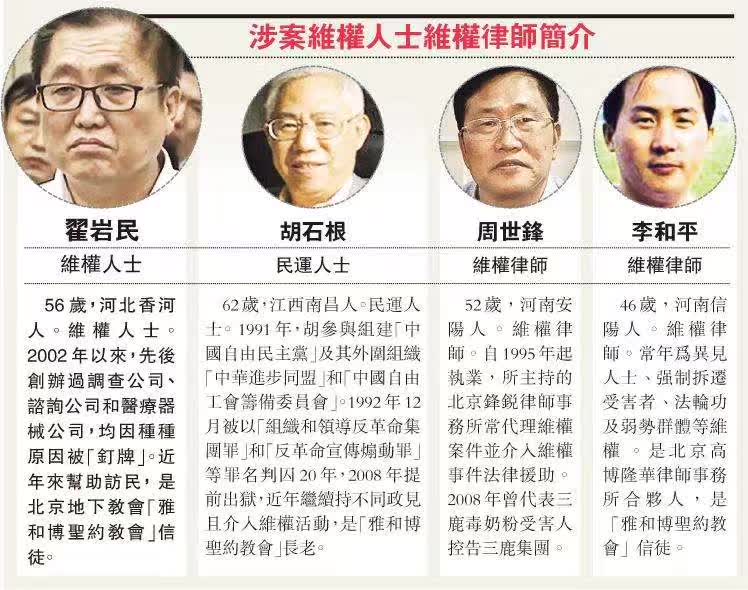 涉案維權人士維權律師簡介
翟岩民
維權人士
56歲，河北香河
人。維權人士。
2002年以來，先後
創辦過調查公司、
諮詢公司和醫療器
械公司，均因種種
原因被「釘牌」。近
年來幫助訪民，是
北京地下教會「雅
和博聖約教會」信
徒。
胡石根
民運人士
62歲，江西南昌人。民運人
士。1991年，胡參與組建「中
國自由民主黨」及其外圍組織
「中華進步同盟」和「中國自由
工會籌備委員會」。1992年12
月被以「組織和領導反革命集
團罪」和「反革命宣傳煽動罪」
等罪名判囚20年，2008年提
前出獄，近年繼續持不同政見
且介入維權活動，是「雅和博
聖約教會」長老。
周世鋒
維權律師
52歲，河南安
陽人。維權律
師。自1995年起
執業，所主持的
北京鋒銳律師事
務所常代理維權
案件並介入維權
事件法律援助。
2008年曾代表三
鹿毒奶粉受害人
控告三鹿集團。
李和平
維權律師
46歲，河南信
陽人。維權律
師。常年爲異見
人士、強制拆遷
受害者、法輪功
及弱勢群體等維
權。是北京高
博隆華律師事務
所合夥人，是
「雅和博聖約教
會」信徒。